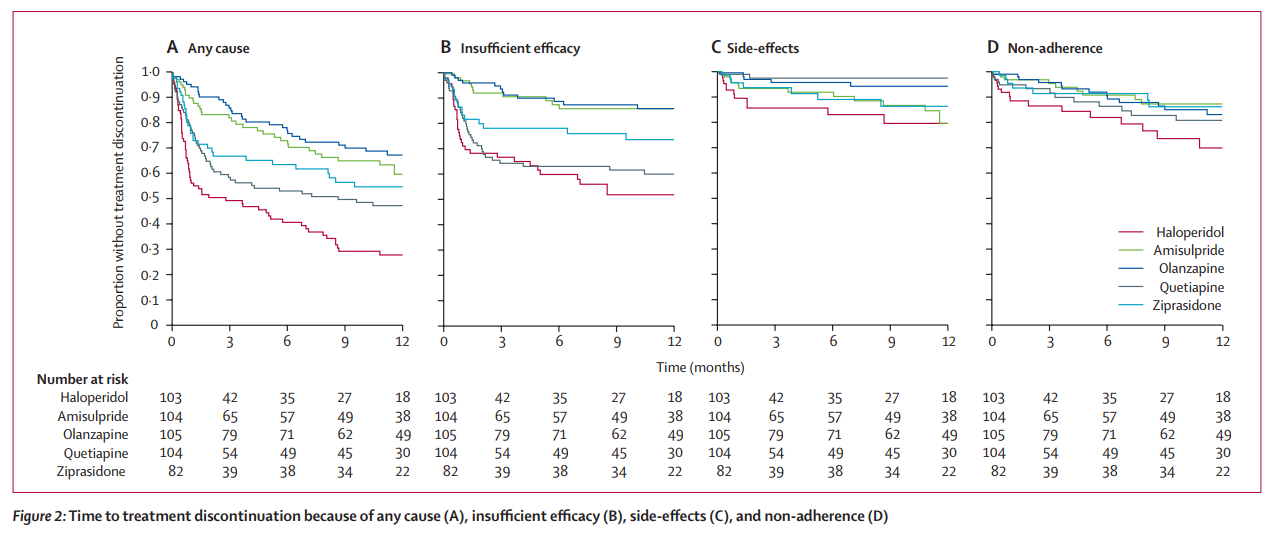 A Any cause
B Insufficient efficacy
C Side-effects
D Non-adherence
Proportion without treatment discontinuation
1·0
0·9
0·8
0·7
0·6
0·5
0·4
0·3
0·2
0·1
0
Haloperidol
Amisulpride
Olanzapine
Quetiapine
Ziprasidone
0 3 6 9 12 0 3 6 9 12 0 3 6 9 12 0 3 6 9 12
Time (months)
Number at risk
Haloperidol 103 42 35 27 18 103 42 35 27 18 103 42 35 27 18 103 42 35 27 18
Amisulpride 104 65 57 49 38 104 65 57 49 38 104 65 57 49 38 104 65 57 49 38
Olanzapine 105 79 71 62 49 105 79 71 62 49 105 79 71 62 49 105 79 71 62 49
Quetiapine 104 54 49 45 30 104 54 49 45 30 104 54 49 45 30 104 54 49 45 30
Ziprasidone 82 39 38 34 22 82 39 38 34 22 82 39 38 34 22 82 39 38 34 22
Figure 2: Time to treatment discontinuation because of any cause (A), insufficient efficacy (B), side-effects (C), and non-adherence (D)